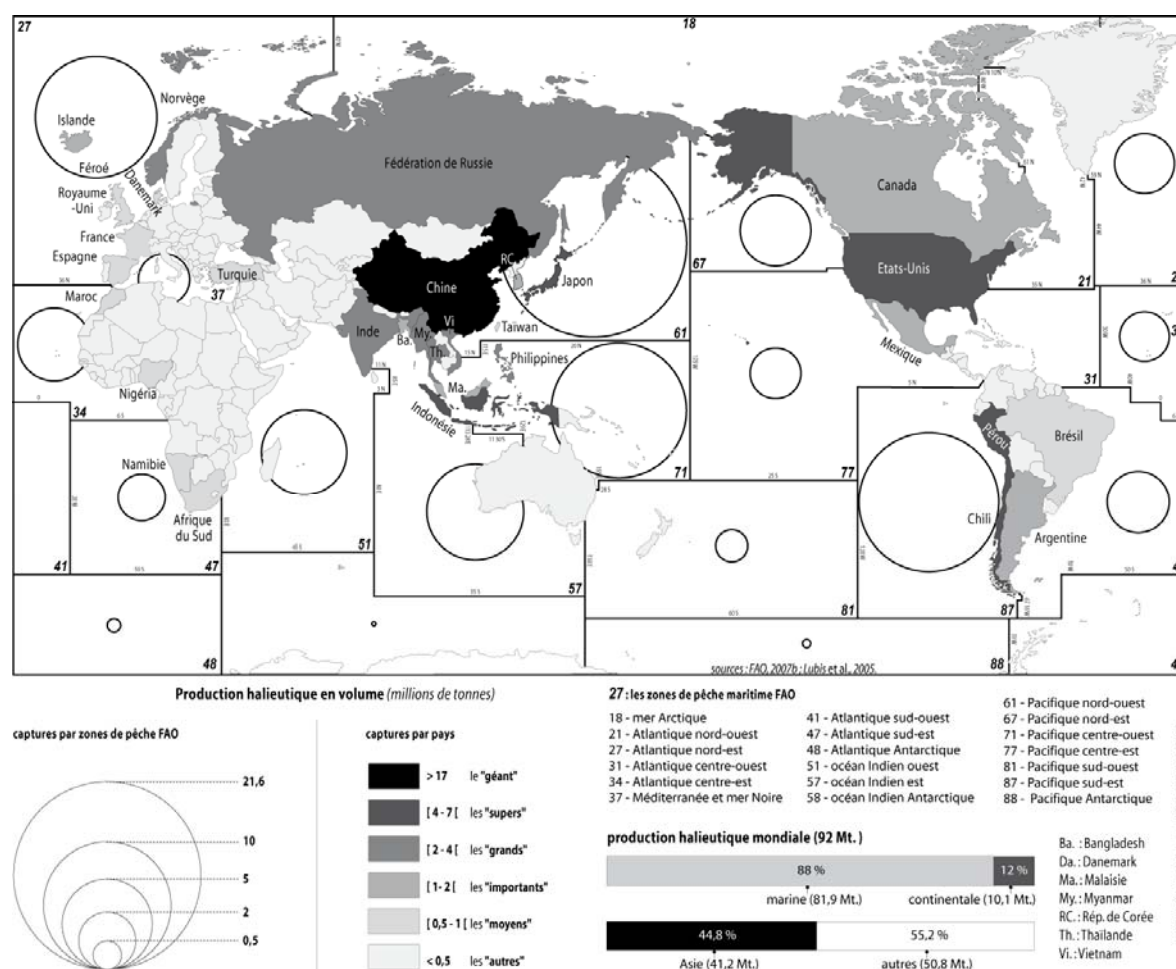 27
18
Norvège
Islande
Féroé
Danemark
Royaume
-Uni
Fédération de Russie
Canada
France
Espagne
Turquie
37
Maroc
Chine
RC
Japon
67
Etats-Unis
21
2
Inde
Ba.
My.
Vi
Th.
Taïwan
61
Philippines
Mexique
3
Nigéria
34
Ma.
Indonésie
31
Pérou
Brésil
Namibie
71
77
Afrique
du Sud
Chili
Argentine
41
47
51
57
81
87
4
48
88
4
sources : FAO, 2007b ; Lubis et al., 2005.
Production halieutique en volume (millions de tonnes)
captures par zones de pêche FAO
21,6
10
5
2
0,5
captures par pays
> 17 le "géant"
[ 4 - 7 [ les "supers"
[ 2 - 4 [ les "grands"
[ 1 - 2 [ les "importants"
[ 0,5 - 1 [ les "moyens"
< 0,5 les "autres"
27 : les zones de pêche maritime FAO
18 - mer Arctique
21 - Atlantique nord-ouest
27 - Atlantique nord-est
31 - Atlantique centre-ouest
34 - Atlantique centre-est
37 - Méditerranée et mer Noire
41 - Atlantique sud-ouest
47 - Atlantique sud-est
48 - Atlantique Antarctique
51 - océan Indien ouest
57 - océan Indien est
58 - océan Indien Antarctique
61 - Pacifique nord-ouest
67 - Pacifique nord-est
71 - Pacifique centre-ouest
77 - Pacifique centre-est
81 - Pacifique sud-ouest
87 - Pacifique sud-est
88 - Pacifique Antarctique
production halieutique mondiale (92 Mt. )
88 %
12 %
marine (81,9 Mt.)
continentale (10,1 Mt.)
44,8 %
55,2 %
Asie (41,2 Mt.)
autres (50,8 Mt.)
Ba. : Bangladesh
Da.: Danemark
Ma.: Malaisie
My.: Myanmar
RC.: Rép. de Corée
Th.: Thaïlande
Vi.: Vietnam